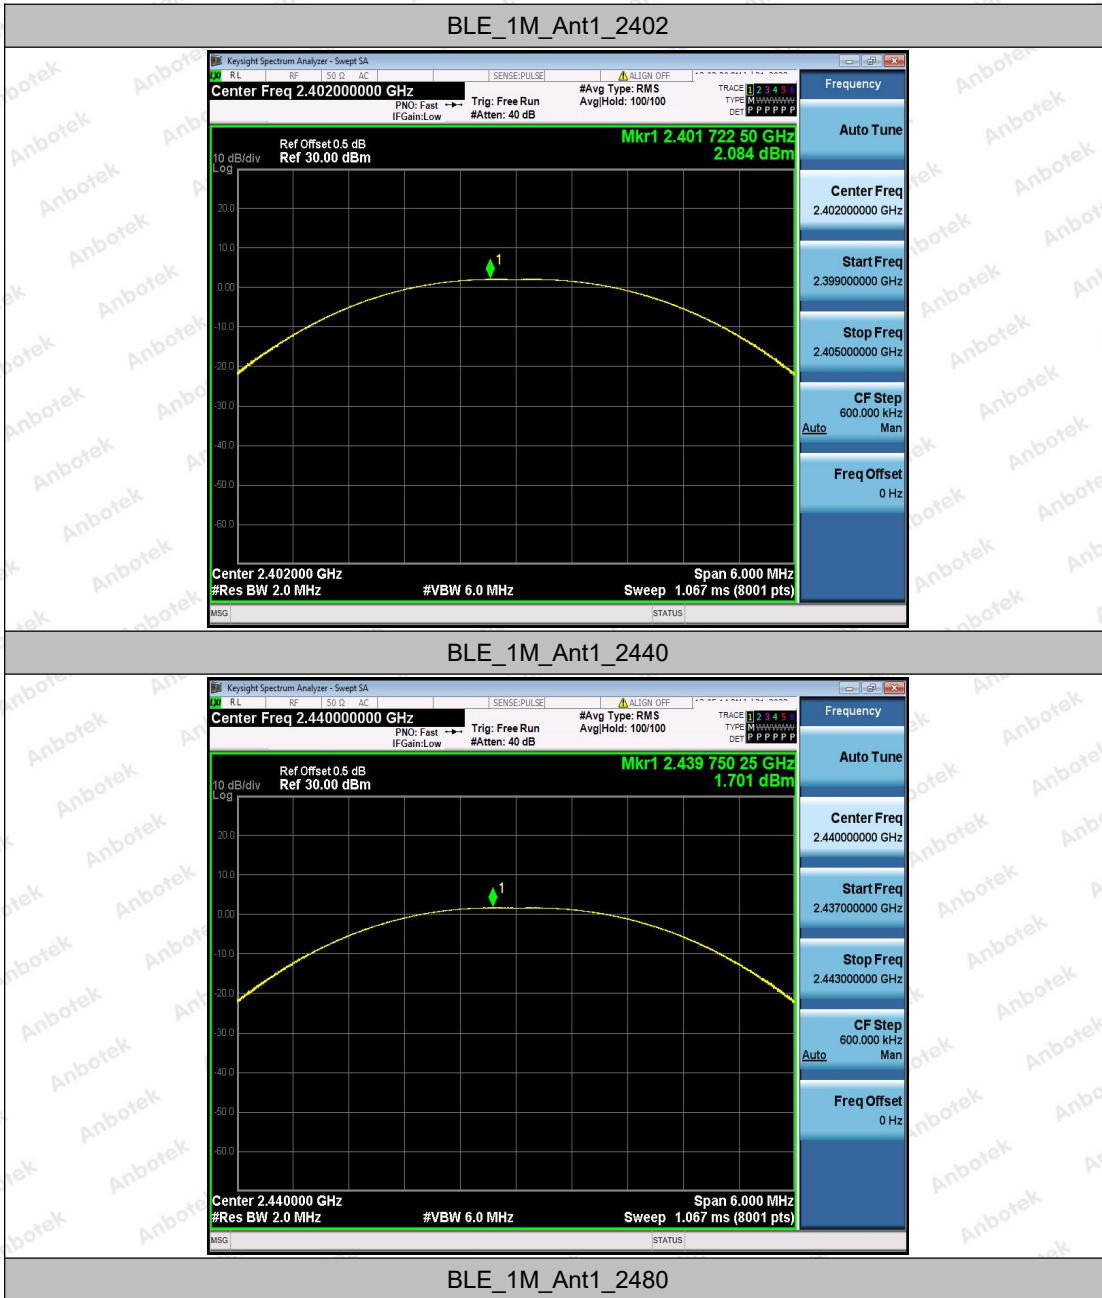 BLE_1M_Ant1_2402
Keysight Spectrum Analyzer - Swept SA
RL RF 50 Ω AC SENSE:PULSE ALIGN OFF
Center Freq 2.402000000 GHz
PNO: Fast
IFGain:Low
Trig: Free Run
#Atten: 40 dB
#Avg Type: RMS
Avg|Hold: 100/100
TRACE 1 2 3 4 5 6
TYPE M WWWWW
DET P P P P P P
Frequency
Mkr1 2.401 722 50 GHz
2.084 dBm
Ref Offset 0.5 dB
10 dB/div Ref 30.00 dBm
Log
20.0
10.0
0.00
-10.0
-20.0
-30.0
-40.0
-50.0
-60.0
1
Center 2.402000 GHz
Span 6.000 MHz
#Res BW 2.0 MHz
#VBW 6.0 MHz
Sweep 1.067 ms (8001 pts)
MSG STATUS
Auto Tune
Center Freq
2.402000000 GHz
Start Freq
2.399000000 GHz
Stop Freq
2.405000000 GHz
CF Step
600.000 kHz
Auto Man
Freq Offset
0 Hz
BLE_1M_Ant1_2440
Keysight Spectrum Analyzer - Swept SA
RL RF 50 Ω AC SENSE:PULSE ALIGN OFF
Center Freq 2.440000000 GHz
PNO: Fast
IFGain:Low
Trig: Free Run
#Atten: 40 dB
#Avg Type: RMS
Avg|Hold: 100/100
TRACE 1 2 3 4 5 6
TYPE M WWWWW
DET P P P P P P
Frequency
Mkr1 2.439 750 25 GHz
1.701 dBm
Ref Offset 0.5 dB
10 dB/div Ref 30.00 dBm
Log
20.0
10.0
0.00
-10.0
-20.0
-30.0
-40.0
-50.0
-60.0
1
Center 2.440000 GHz
Span 6.000 MHz
#Res BW 2.0 MHz
#VBW 6.0 MHz
Sweep 1.067 ms (8001 pts)
MSG STATUS
Auto Tune
Center Freq
2.440000000 GHz
Start Freq
2.437000000 GHz
Stop Freq
2.443000000 GHz
CF Step
600.000 kHz
Auto Man
Freq Offset
0 Hz
BLE_1M_Ant1_2480
Anbotek